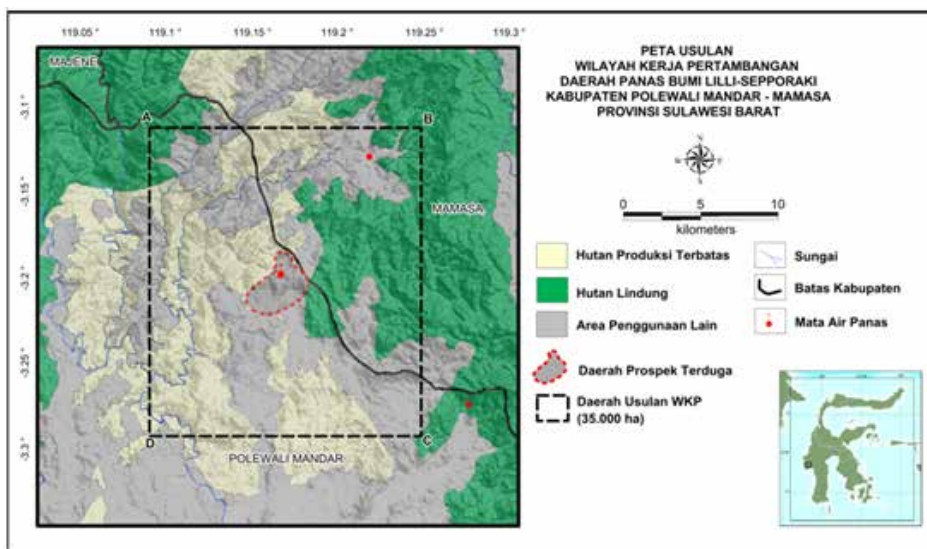 119.05° 119.1° 119.15° 119.2° 119.25° 119.3°
-3.1°
-3.15°
-3.2°
-3.25°
-3.3°
MAJENE
A
B
MAMASA
D
C
POLEWALI MANDAR
PETA USULAN
WILAYAH KERJA PERTAMBANGAN
DAERAH PANAS BUMI LILLI-SEPPORAKI
KABUPATEN POLEWALI MANDAR - MAMASA
PROVINSI SULAWESI BARAT
0 5 10
kilometers
Hutan Produksi Terbatas
Hutan Lindung
Area Penggunaan Lain
Daerah Prospek Terduga
Daerah Usulan WKP
(35.000 ha)
Sungai
Batas Kabupaten
Mata Air Panas